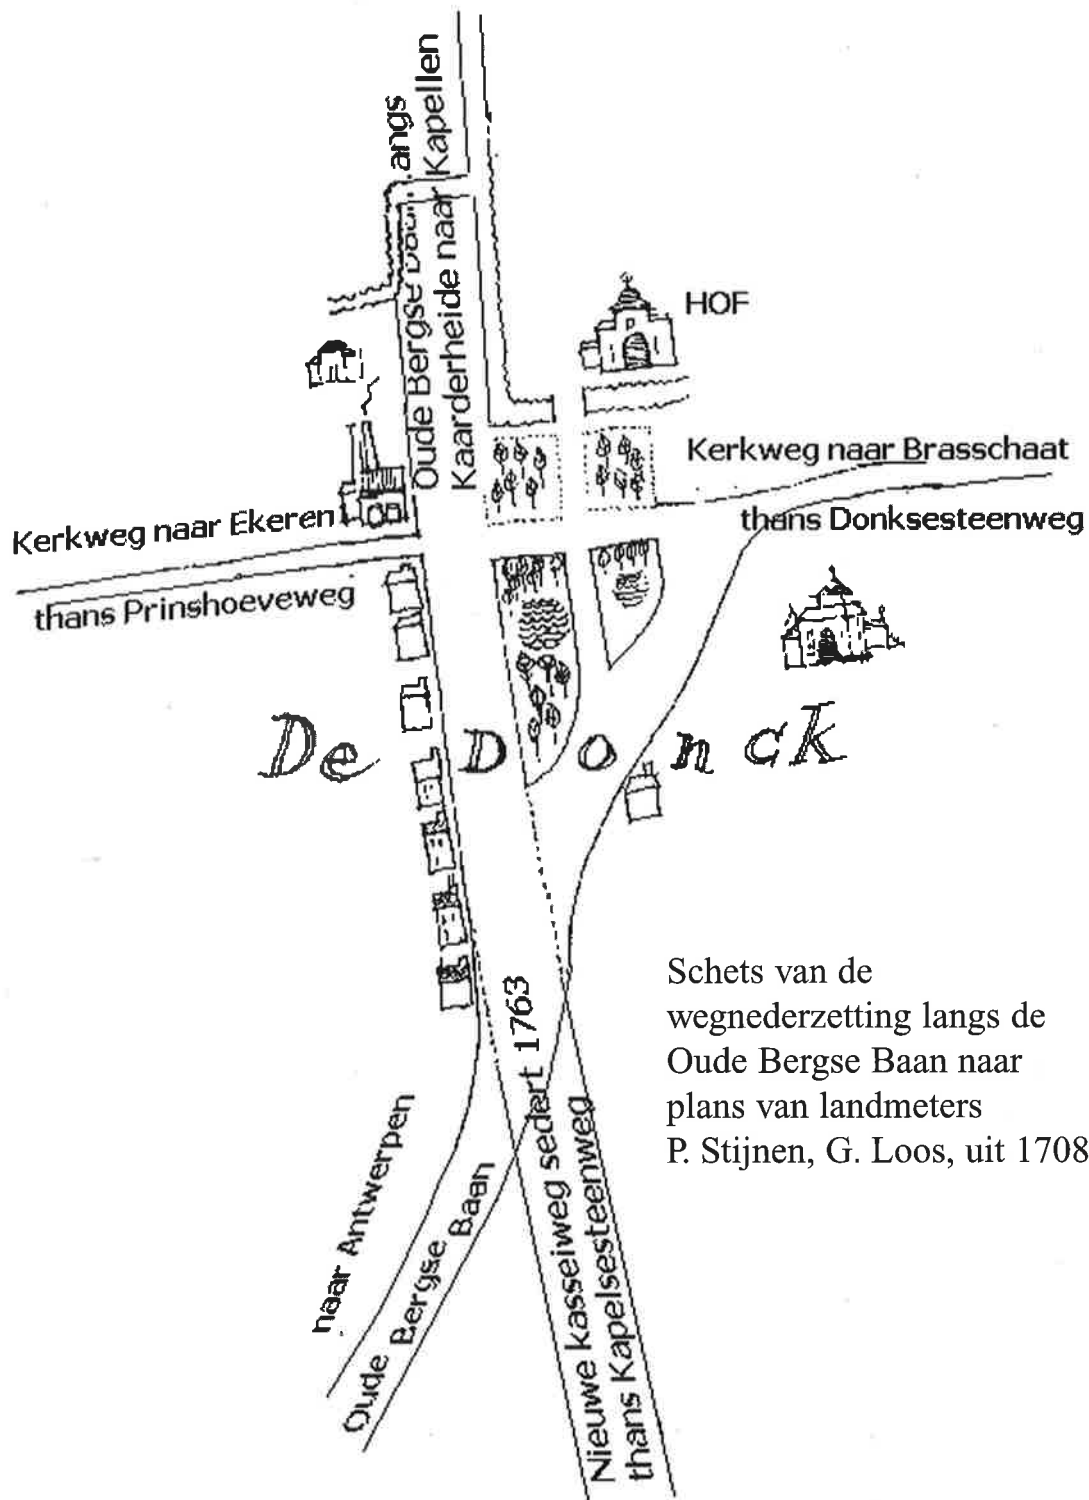 Oude Bergse Baan langs
Kaarderheide naar Kapellen
HOF
Kerkweg naar Brasschaat
thans Donksesteenweg
Kerkweg naar Ekeren
thans Prinshoeveweg
De Donck
Schets van de
wegnederzetting langs de
Oude Bergse Baan naar
plans van landmeters
P. Stijnen, G. Loos, uit 1708
naar Antwerpen
Oude Bergse Baan
Nieuwe kasseiweg sedert 1763
thans Kapelsesteenweg